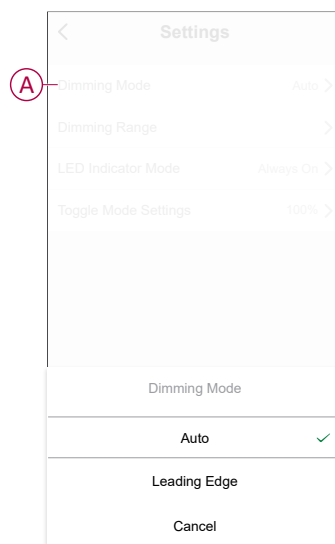 Settings
A
Dimming Mode Auto
Dimming Range
LED Indicator Mode Always On
Toggle Mode Settings 100%
Dimming Mode
Auto
Leading Edge
Cancel